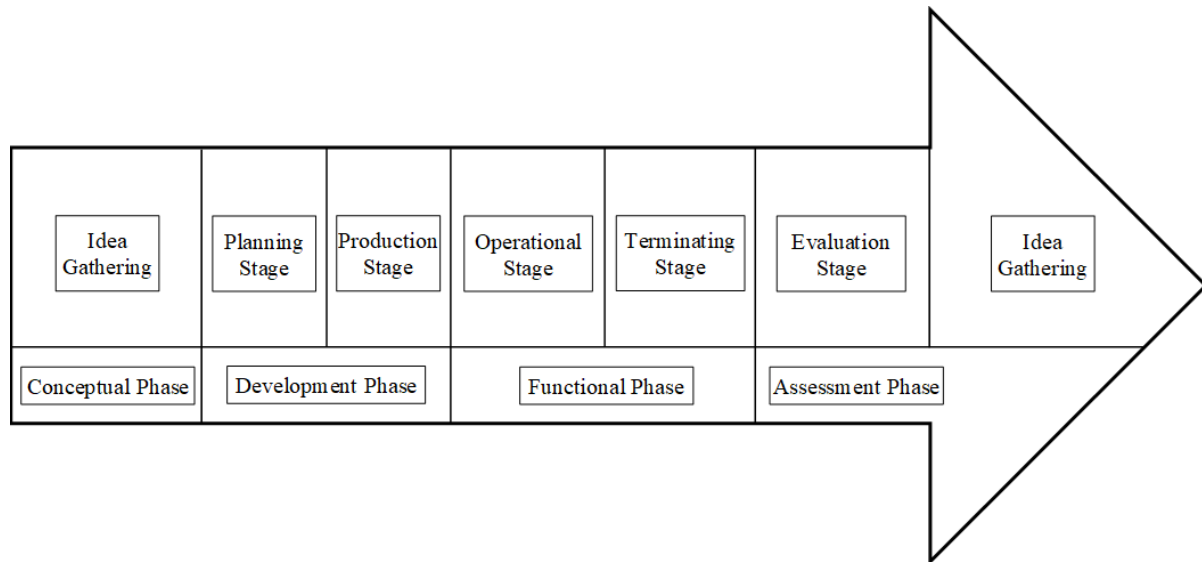 Idea
Gathering
Planning
Stage
Production
Stage
Operational
Stage
Terminating
Stage
Evaluation
Stage
Idea
Gathering
Conceptual Phase
Development Phase
Functional Phase
Assessment Phase